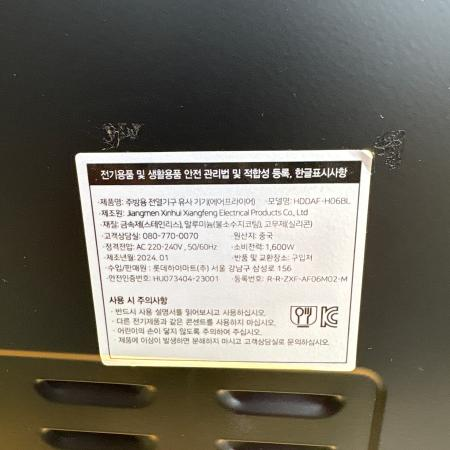 전기용품 및 생활용품 안전 관리법 및 적합성 등록, 한글표시사항
·제품명: 주방용 전열기구 유사 기기(에어프라이어) ·모델명: HDDAF-H06BL
·제조원: Jiangmen Xinhui Xiangfeng Electrical Products Co., Ltd
·재질: 금속제(스테인리스), 알루미늄(불소수지코팅), 고무제(실리콘)
·고객상담실: 080-770-0070 ·원산지: 중국
·정격전압: AC 220-240V, 50/60Hz ·소비전력: 1,600W
·제조년월: 2024.01 ·반품 및 교환장소: 구입처
·수입/판매원 : 롯데하이마트(주) 서울 강남구 삼성로 156
·안전인증번호: HU073404-23001 ·등록번호: R-R-ZXF-AF06M02-M
사용 시 주의사항
·반드시 사용 설명서를 읽어보시고 사용하십시오.
·다른 전기제품과 같은 콘센트를 사용하지 마십시오.
·어린이의 손이 닿지 않도록 주의하십시오.
·제품에 이상이 발생하면 분해하지 마시고 고객상담실로 문의하십시오.